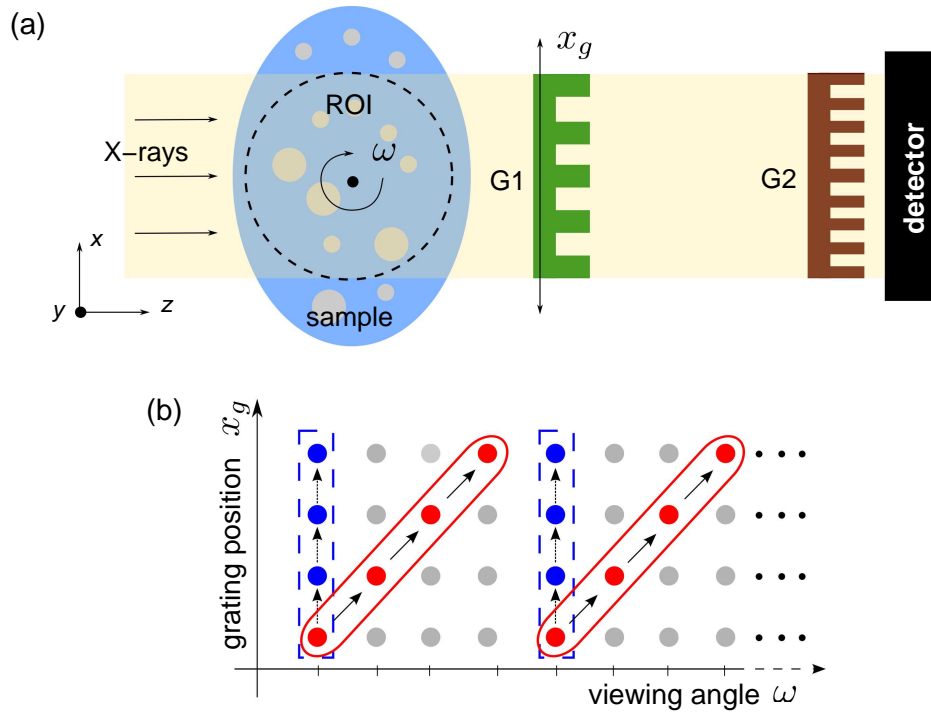 (a)
x_g
ROI
X−rays
ω
G1
G2
detector
x
y
z
sample
(b)
x_g
grating position
viewing angle ω